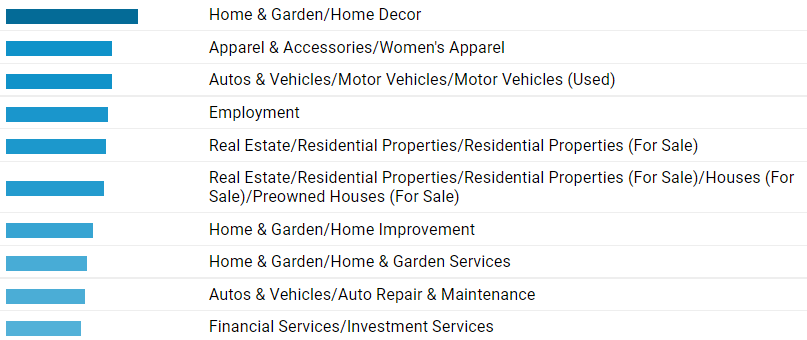 Home & Garden/Home Decor
Apparel & Accessories/Women's Apparel
Autos & Vehicles/Motor Vehicles/Motor Vehicles (Used)
Employment
Real Estate/Residential Properties/Residential Properties (For Sale)
Real Estate/Residential Properties/Residential Properties (For Sale)/Houses (For
Sale)/Preowned Houses (For Sale)
Home & Garden/Home Improvement
Home & Garden/Home & Garden Services
Autos & Vehicles/Auto Repair & Maintenance
Financial Services/Investment Services